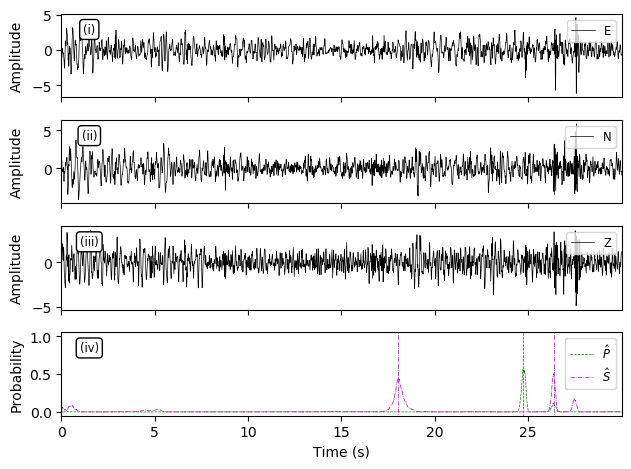 5
0
−5
Amplitude
(i)
E
5
0
Amplitude
(ii)
N
0
−5
Amplitude
(iii)
Z
1.0
0.5
0.0
Probability
(iv)
P̂
Ŝ
0 5 10 15 20 25
Time (s)